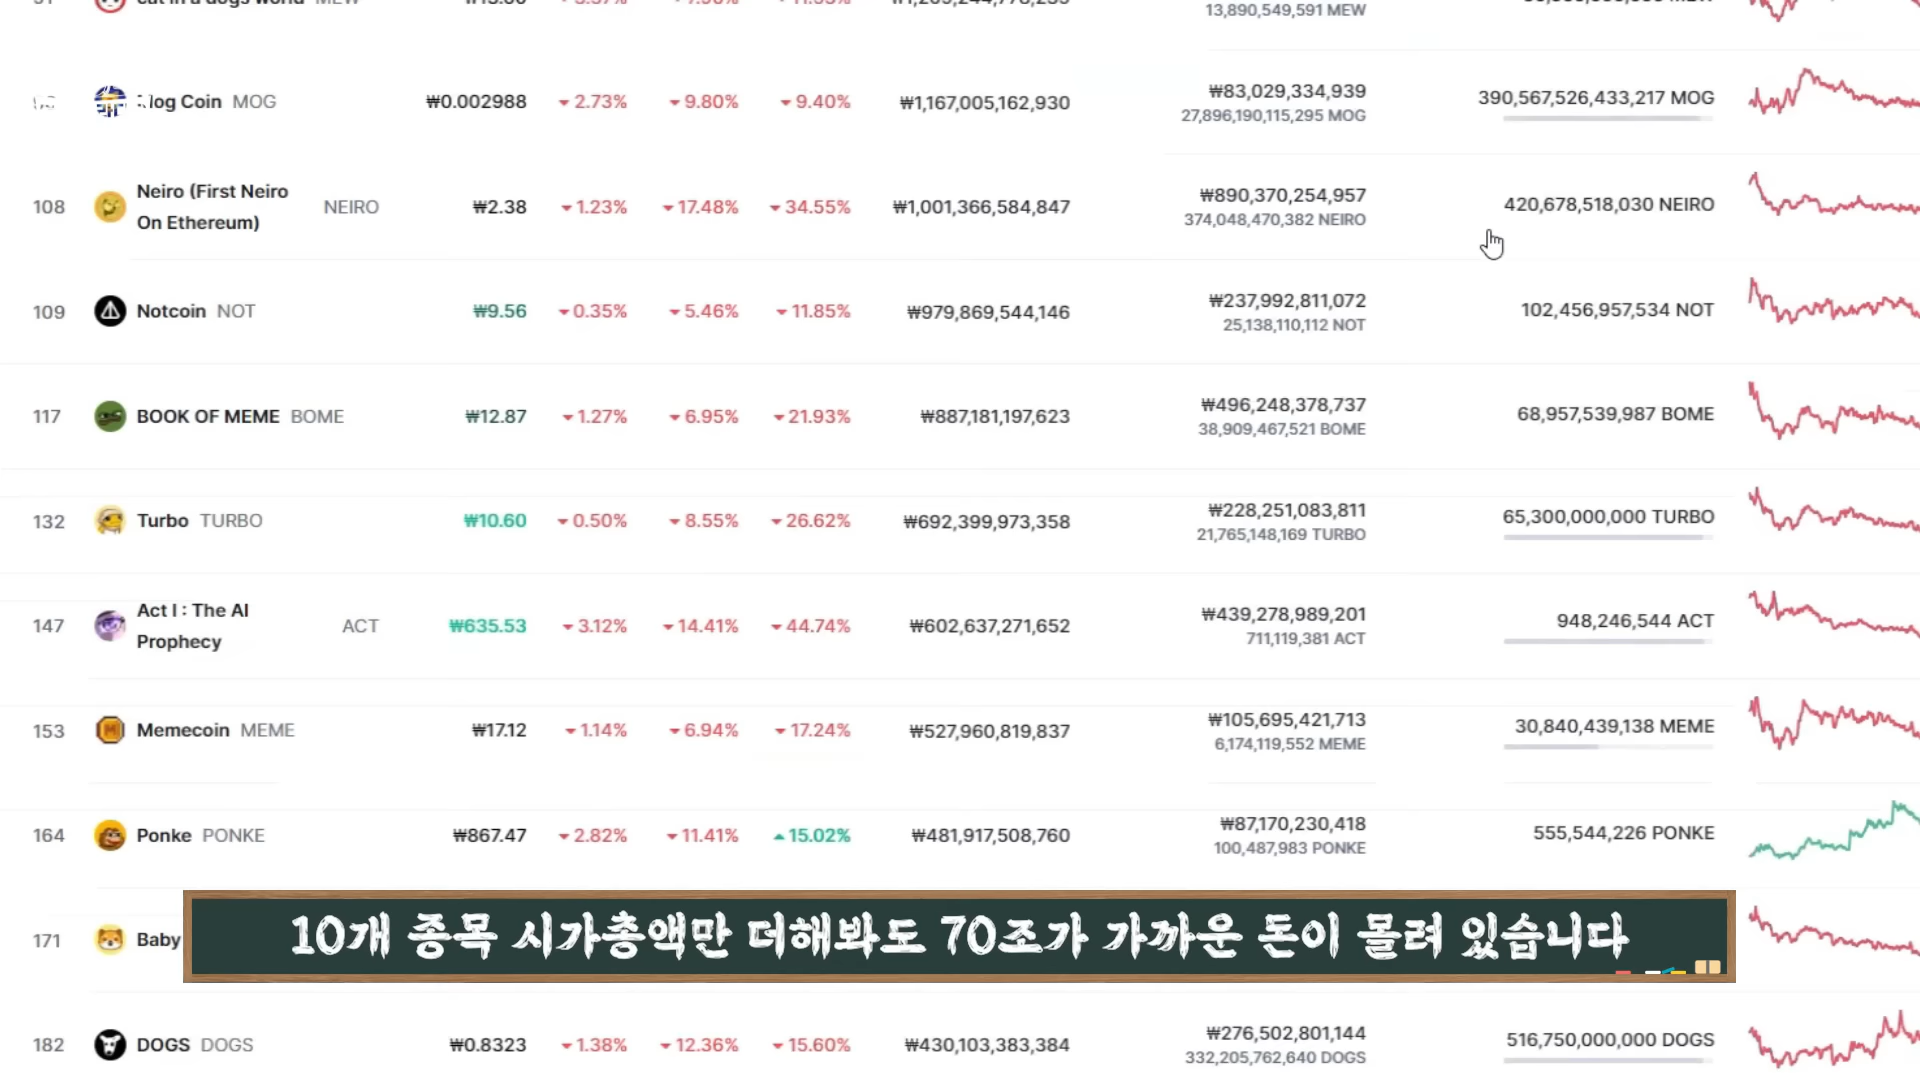 13,890,549,591 MEW
Mog Coin MOG ₩0.002988 2.73% 9.80% 9.40% ₩1,167,005,162,930 ₩83,029,334,939 390,567,526,433,217 MOG
27,896,190,115,295 MOG
108 Neiro (First Neiro On Ethereum) NEIRO ₩2.38 1.23% 17.48% 34.55% ₩1,001,366,584,847 ₩890,370,254,957 420,678,518,030 NEIRO
374,048,470,382 NEIRO
109 Notcoin NOT ₩9.56 0.35% 5.46% 11.85% ₩979,869,544,146 ₩237,992,811,072 102,456,957,534 NOT
25,138,110,112 NOT
117 BOOK OF MEME BOME ₩12.87 1.27% 6.95% 21.93% ₩887,181,197,623 ₩496,248,378,737 68,957,539,987 BOME
38,909,467,521 BOME
132 Turbo TURBO ₩10.60 0.50% 8.55% 26.62% ₩692,399,973,358 ₩228,251,083,811 65,300,000,000 TURBO
21,765,148,169 TURBO
147 Act I : The AI Prophecy ACT ₩635.53 3.12% 14.41% 44.74% ₩602,637,271,652 ₩439,278,989,201 948,246,544 ACT
711,119,381 ACT
153 Memecoin MEME ₩17.12 1.14% 6.94% 17.24% ₩527,960,819,837 ₩105,695,421,713 30,840,439,138 MEME
6,174,119,552 MEME
164 Ponke PONKE ₩867.47 2.82% 11.41% 15.02% ₩481,917,508,760 ₩87,170,230,418 555,544,226 PONKE
100,487,983 PONKE
171 Baby
10개 종목 시가총액만 더해봐도 70조가 가까운 돈이 몰려 있습니다
182 DOGS DOGS ₩0.8323 1.38% 12.36% 15.60% ₩430,103,383,384 ₩276,502,801,144 516,750,000,000 DOGS
332,205,762,640 DOGS